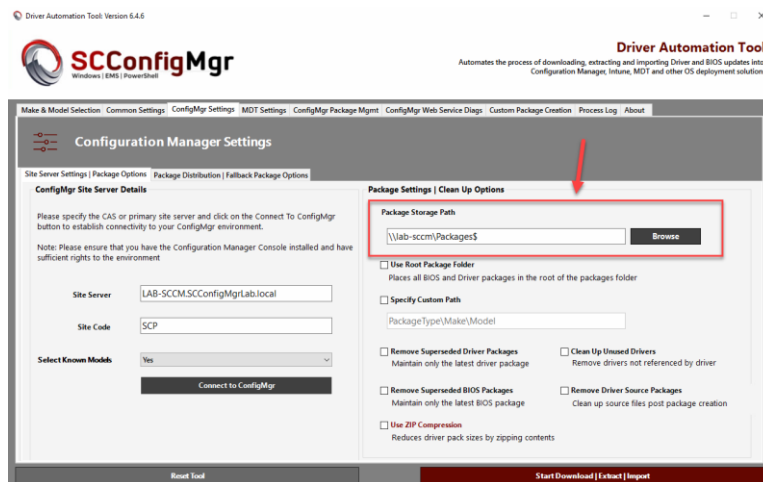 Driver Automation Tool: Version 6.4.6
SCConfigMgr
Windows | EMS | PowerShell
Driver Automation Tool
Automates the process of downloading, extracting and importing Driver and BIOS updates into
Configuration Manager, Intune, MDT and other OS deployment solution
Make & Model Selection Common Settings ConfigMgr Settings MDT Settings ConfigMgr Package Mgmt ConfigMgr Web Service Diags Custom Package Creation Process Log About
Configuration Manager Settings
Site Server Settings | Package Options Package Distribution | Fallback Package Options
ConfigMgr Site Server Details
Please specify the CAS or primary site server and click on the Connect To ConfigMgr
button to establish connectivity to your ConfigMgr environment.
Note: Please ensure that you have the Configuration Manager Console installed and have
sufficient rights to the environment
Site Server LAB-SCCM.SCConfigMgrLab.local
Site Code SCP
Select Known Models Yes
Connect to ConfigMgr
Package Settings | Clean Up Options
Package Storage Path
\\lab-sccm\Packages$ Browse
Use Root Package Folder
Places all BIOS and Driver packages in the root of the packages folder
Specify Custom Path
PackageType\Make\Model
Remove Superseded Driver Packages Clean Up Unused Drivers
Maintain only the latest driver package Remove drivers not referenced by driver
Remove Superseded BIOS Packages Remove Driver Source Packages
Maintain only the latest BIOS package Clean up source files post package creation
Use ZIP Compression
Reduces driver pack sizes by zipping contents
Reset Tool Start Download | Extract | Import